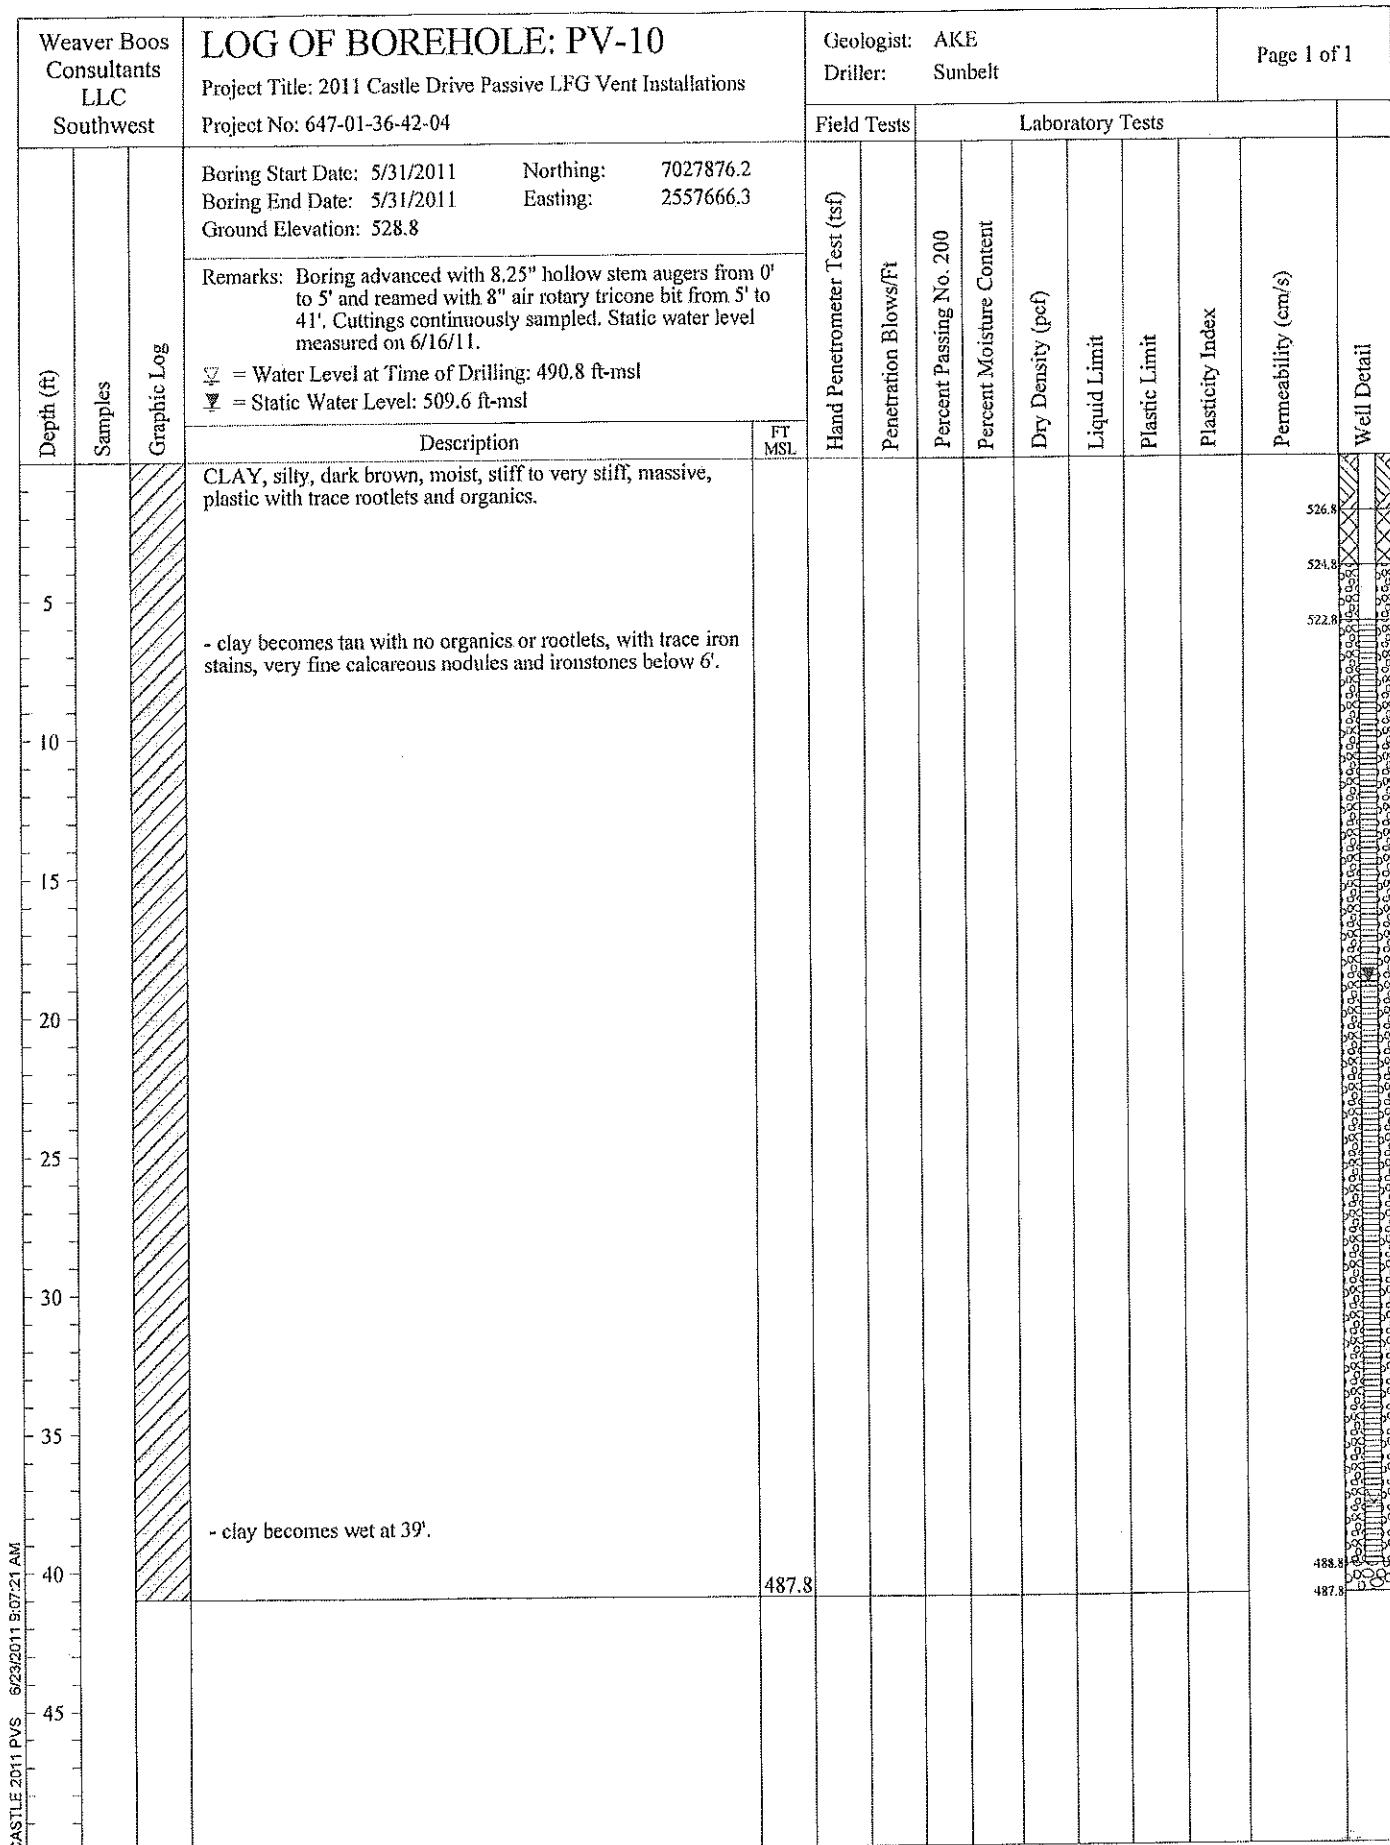 Weaver Boos
Consultants
LLC
Southwest
LOG OF BOREHOLE: PV-10
Project Title: 2011 Castle Drive Passive LFG Vent Installations
Project No: 647-01-36-42-04
Geologist: AKE
Driller: Sunbelt
Page 1 of 1
Field Tests
Laboratory Tests
Depth (ft)
Samples
Graphic Log
Boring Start Date: 5/31/2011 Northing: 7027876.2
Boring End Date: 5/31/2011 Easting: 2557666.3
Ground Elevation: 528.8
Remarks: Boring advanced with 8.25" hollow stem augers from 0'
to 5' and reamed with 8" air rotary tricone bit from 5' to
41'. Cuttings continuously sampled. Static water level
measured on 6/16/11.
= Water Level at Time of Drilling: 490.8 ft-msl
= Static Water Level: 509.6 ft-msl
Description
FT
MSL
Hand Penetrometer Test (tsf)
Penetration Blows/Ft
Percent Passing No. 200
Percent Moisture Content
Dry Density (pcf)
Liquid Limit
Plastic Limit
Plasticity Index
Permeability (cm/s)
Well Detail
CLAY, silty, dark brown, moist, stiff to very stiff, massive,
plastic with trace rootlets and organics.
526.8
524.8
5
522.8
- clay becomes tan with no organics or rootlets, with trace iron
stains, very fine calcareous nodules and ironstones below 6'.
10
15
20
25
30
35
- clay becomes wet at 39'.
40
488.8
487.8
487.8
45
CASTLE 2011 PVS 6/23/2011 9:07:21 AM